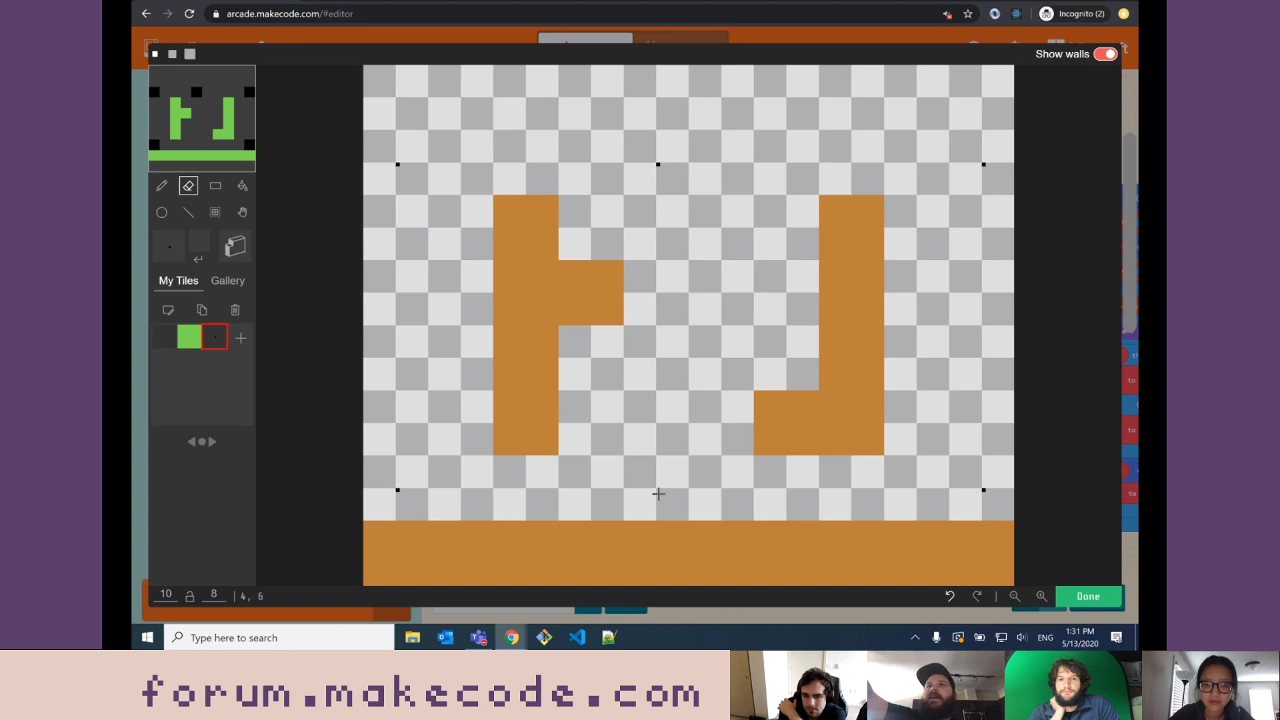 arcade.makecode.com/#editor
Incognito (2)
Show walls
My Tiles
Gallery
10
8
4, 6
Done
Type here to search
ENG
1:31 PM
5/13/2020
forum.makecode.com